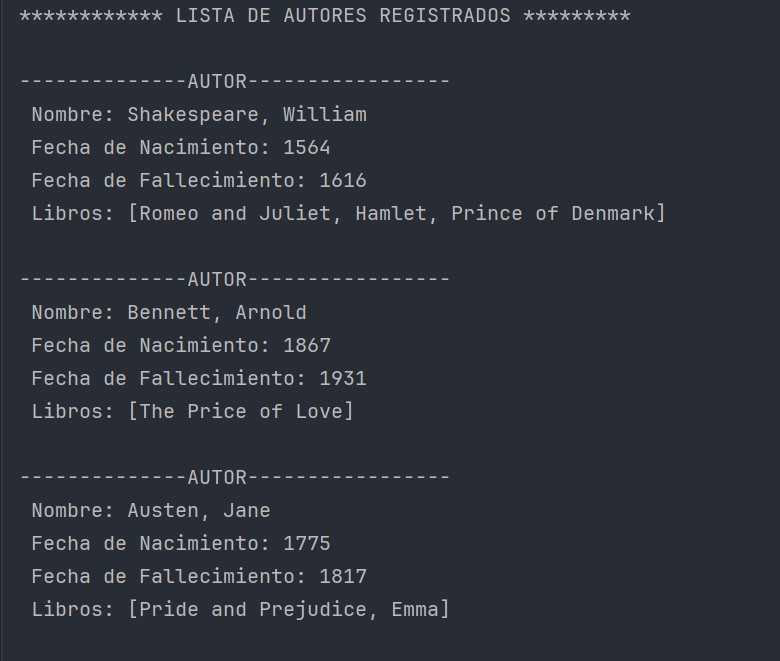 ************ LISTA DE AUTORES REGISTRADOS *********
--------------AUTOR-----------------
Nombre: Shakespeare, William
Fecha de Nacimiento: 1564
Fecha de Fallecimiento: 1616
Libros: [Romeo and Juliet, Hamlet, Prince of Denmark]
--------------AUTOR-----------------
Nombre: Bennett, Arnold
Fecha de Nacimiento: 1867
Fecha de Fallecimiento: 1931
Libros: [The Price of Love]
--------------AUTOR-----------------
Nombre: Austen, Jane
Fecha de Nacimiento: 1775
Fecha de Fallecimiento: 1817
Libros: [Pride and Prejudice, Emma]